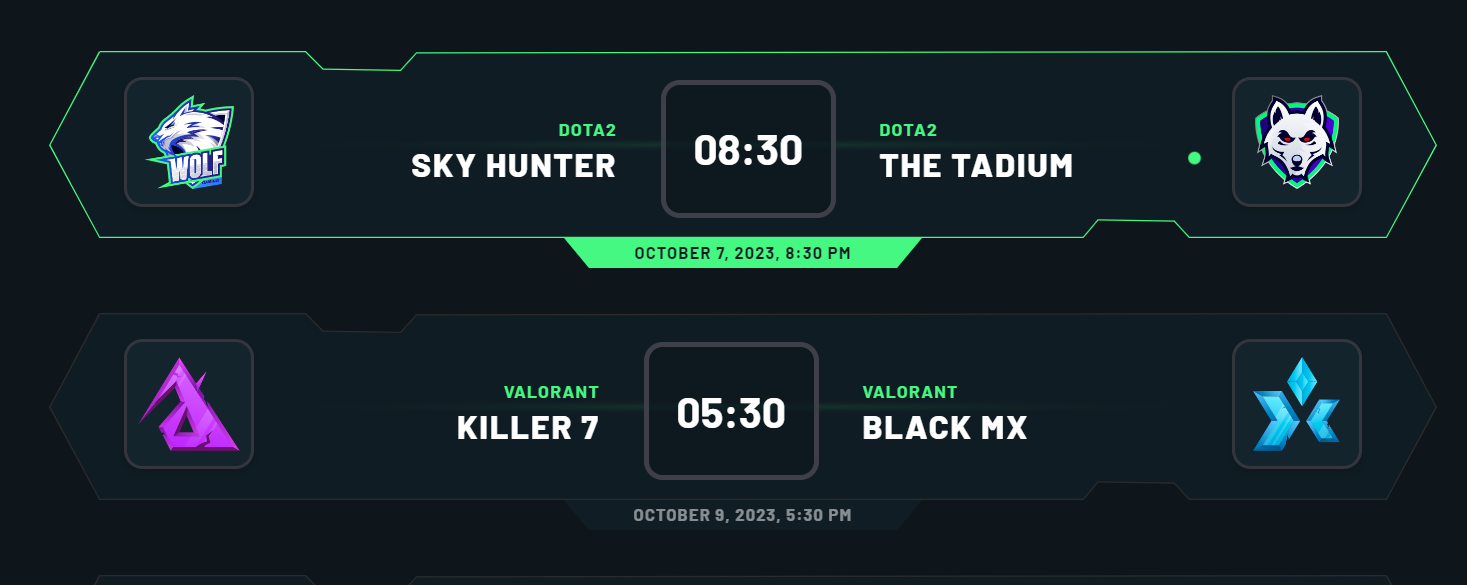 DOTA2
SKY HUNTER
08:30
DOTA2
THE TADIUM
WOLF
OCTOBER 7, 2023, 8:30 PM
VALORANT
KILLER 7
05:30
VALORANT
BLACK MX
OCTOBER 9, 2023, 5:30 PM